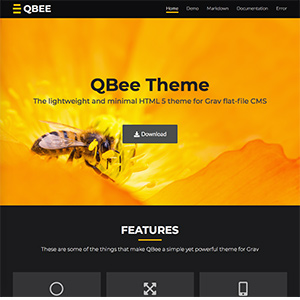 QBEE
Home Demo Markdown Documentation Error
QBee Theme
The lightweight and minimal HTML 5 theme for Grav flat-file CMS
Download
FEATURES
These are some of the things that make QBee a simple yet powerful theme for Grav